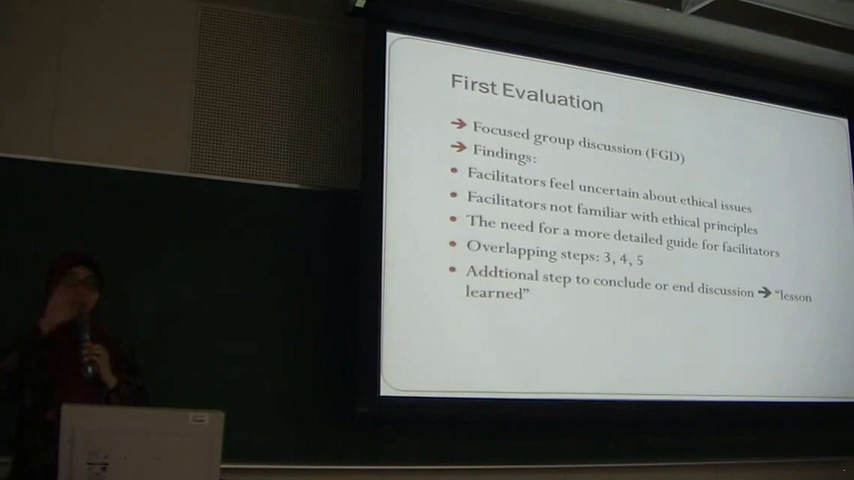 First Evaluation
➔ Focused group discussion (FGD)
➔ Findings:
• Facilitators feel uncertain about ethical issues
• Facilitators not familiar with ethical principles
• The need for a more detailed guide for facilitators
• Overlapping steps: 3, 4, 5
• Addtional step to conclude or end discussion ➔ “lesson
learned”